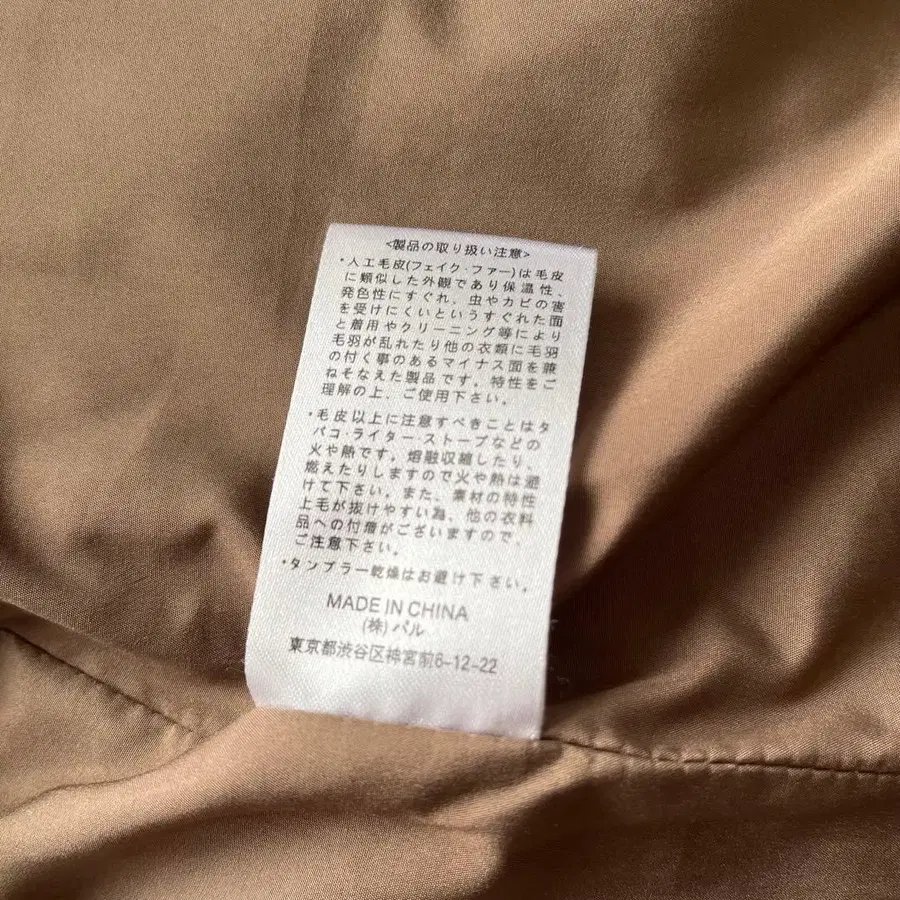 <製品の取り扱い注意>
・人工毛皮(フェイク・ファー)は毛皮
に類似した外観であり保温性、
発色性にすぐれ、虫やカビの害
を受けにくいというすぐれた面
と着用やクリーニング等により
毛羽が乱れたり他の衣類に毛羽
の付く事のあるマイナス面を兼
ねそなえた製品です。特性をご
理解の上、ご使用下さい。
・毛皮以上に注意すべきことはタ
バコ・ライター・ストーブなどの
火や熱です。熔融収縮したり、
燃えたりしますので火や熱は避
けて下さい。また、素材の特性
上毛が抜けやすい為、他の衣料
品への付着がございますので、
ご注意下さい。
・タンブラー乾燥はお避け下さい。
MADE IN CHINA
(株)パル
東京都渋谷区神宮前6-12-22